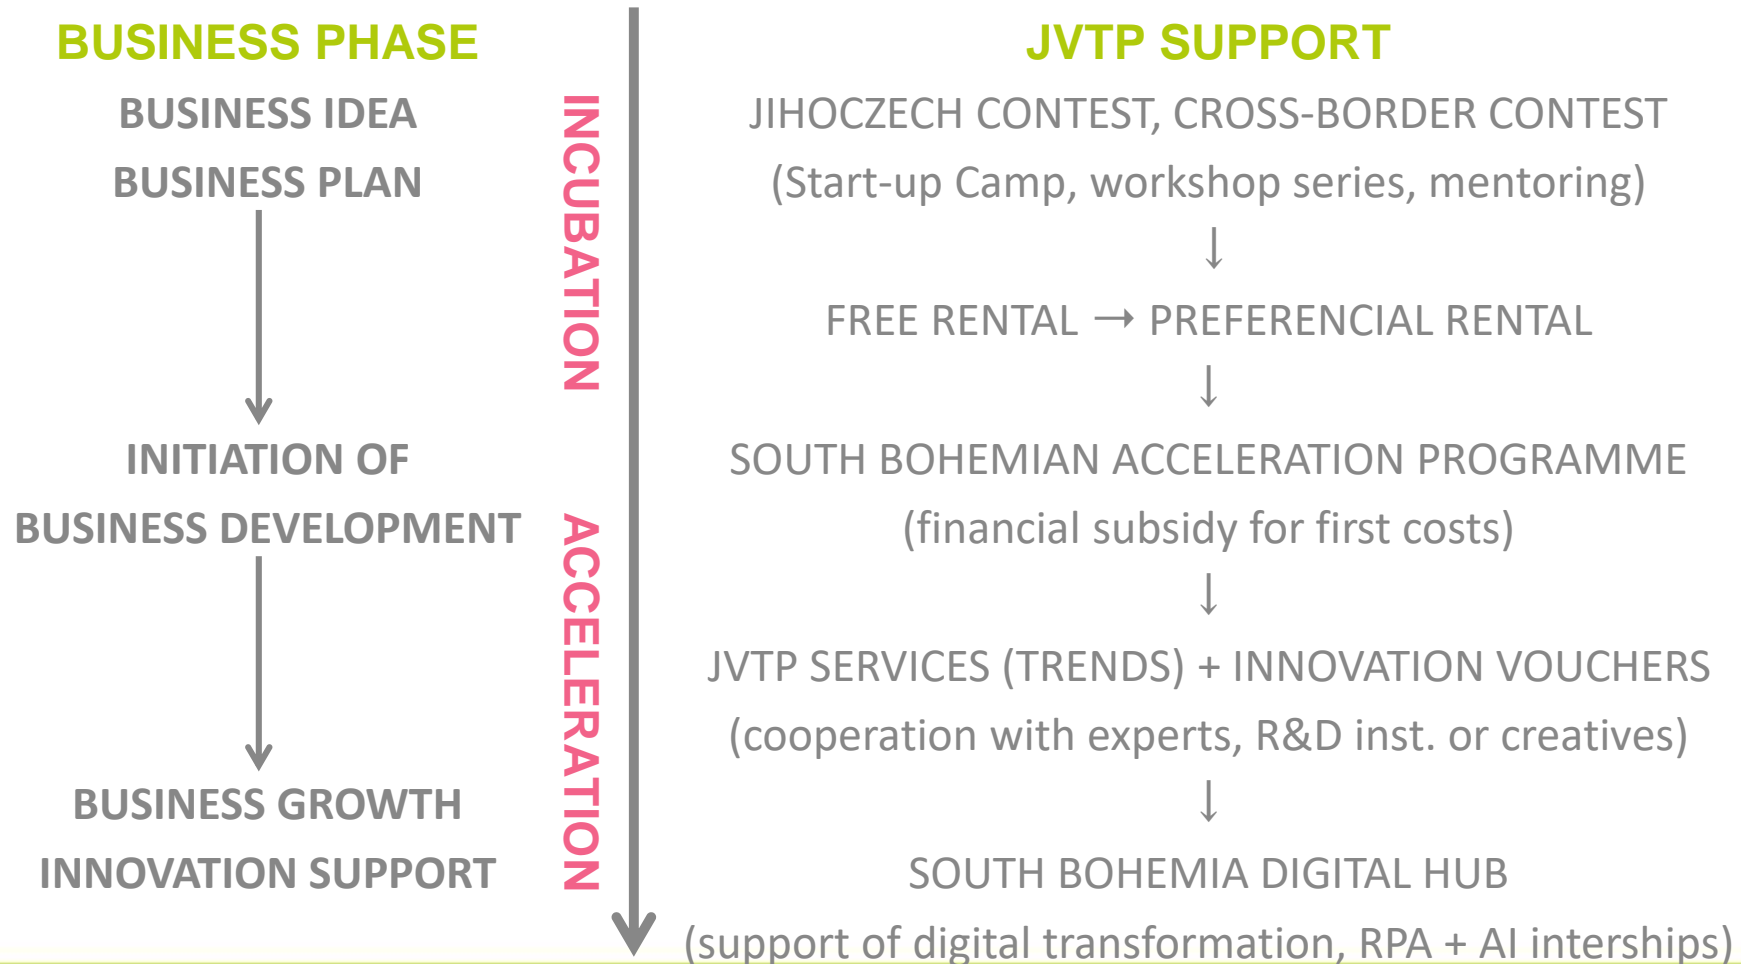 BUSINESS PHASE
BUSINESS IDEA
BUSINESS PLAN
INITIATION OF
BUSINESS DEVELOPMENT
BUSINESS GROWTH
INNOVATION SUPPORT
INCUBATION
ACCELERATION
JVTP SUPPORT
JIHOCZECH CONTEST, CROSS-BORDER CONTEST
(Start-up Camp, workshop series, mentoring)
↓
FREE RENTAL → PREFERENCIAL RENTAL
↓
SOUTH BOHEMIAN ACCELERATION PROGRAMME
(financial subsidy for first costs)
↓
JVTP SERVICES (TRENDS) + INNOVATION VOUCHERS
(cooperation with experts, R&D inst. or creatives)
↓
SOUTH BOHEMIA DIGITAL HUB
(support of digital transformation, RPA + AI interships)